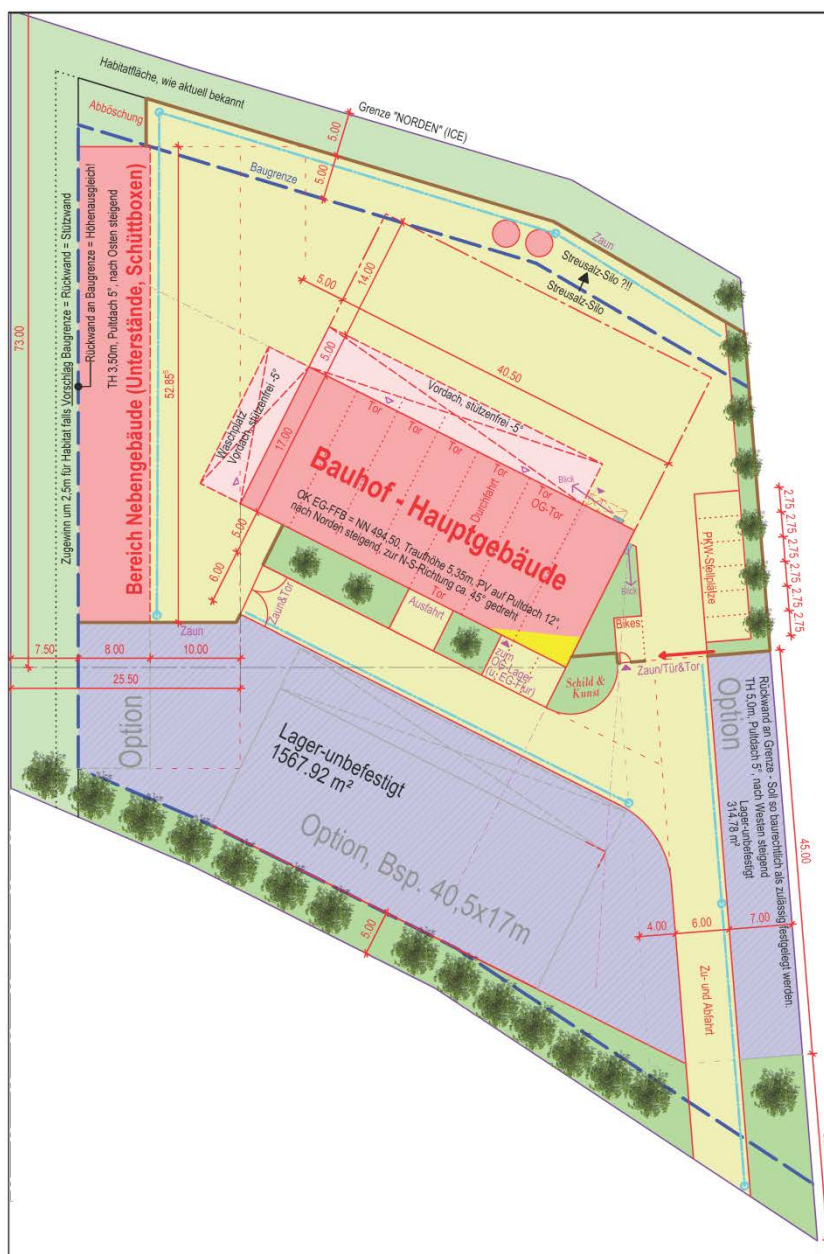 Habitatfläche, wie aktuell bekannt
Abböschung
Grenze "NORDEN" (ICE)
5.00
5.00
Baugrenze
Zaun
Streusalz-Silo ?!!
Streusalz-Silo
73.00
Zugewinn um 2,5m für Habitat falls Vorschlag Baugrenze = Rückwand = Stützwand
Rückwand an Baugrenze = Höhenausgleich!
TH 3,50m, Pultdach 5°, nach Osten steigend
Bereich Nebengebäude (Unterstände, Schüttboxen)
52.85⁵
5.00
14.00
5.00
40.50
Waschplatz
Vordach, stützenfrei -5°
Vordach, stützenfrei -5°
17.00
Tor
Tor
Tor
Tor
Durchfahrt
Tor
OG-Tor
Blick
Bauhof - Hauptgebäude
OK EG-FFB = NN 494,50, Traufhöhe 5,35m, PV auf Pultdach 12°
nach Norden steigend, zur N-S-Richtung ca. 45° gedreht
Blick
PKW-Stellplätze
2.75
2.75
2.75
2.75
2.75
2.75
5.00
6.00
Zaun&Tor
Tor
Ausfahrt
Bikes
zum
OG-Lager
(u. EG-Flur)
Schild &
Kunst
Zaun/Tür&Tor
Zaun
7.50
8.00
10.00
25.50
Option
Lager-unbefestigt
1567.92 m²
Option, Bsp. 40,5x17m
5.00
Option
Rückwand an Grenze - Soll so baurechtlich als zulässig festgelegt werden.
TH 5,0m, Pultdach 5°, nach Westen steigend
Lager-unbefestigt
314.78 m²
45.00
4.00
6.00
7.00
Zu- und Abfahrt